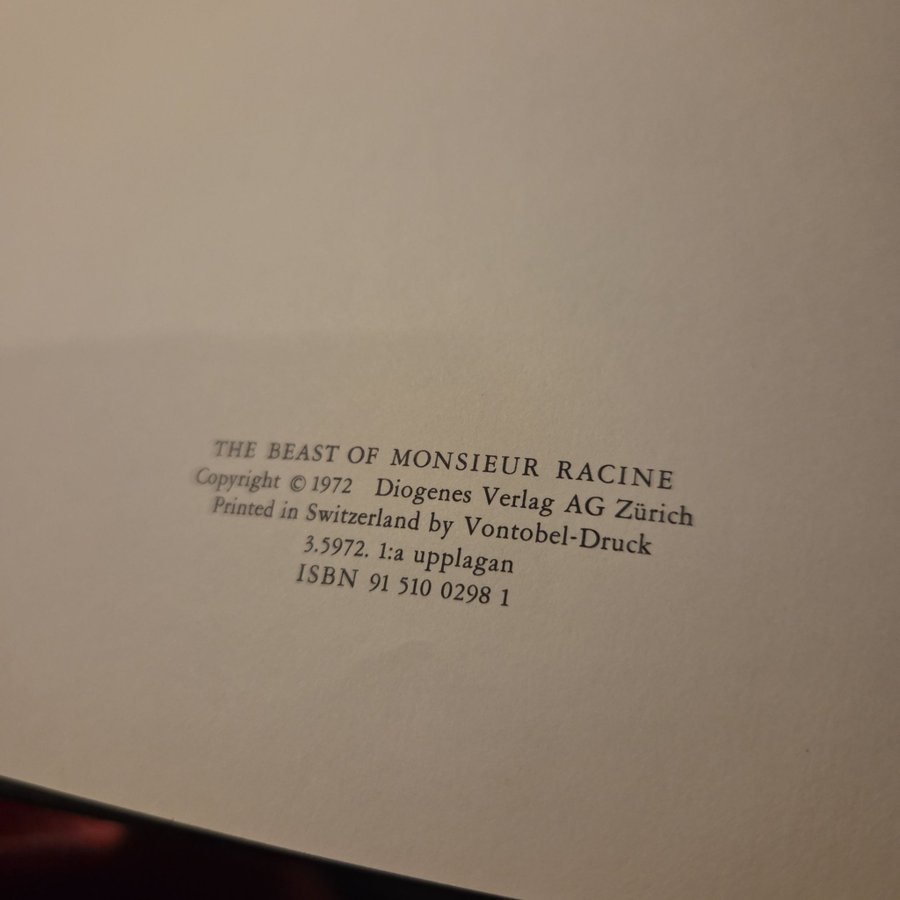 THE BEAST OF MONSIEUR RACINE
Copyright © 1972 Diogenes Verlag AG Zürich
Printed in Switzerland by Vontobel-Druck
3.5972. 1:a upplagan
ISBN 91 510 0298 1